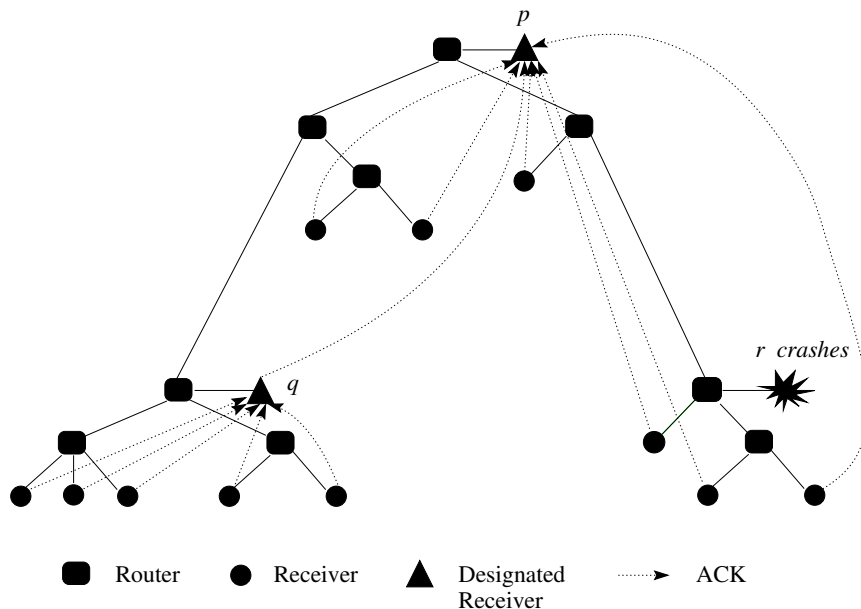 p
r crashes
q
Router
Receiver
Designated
Receiver
ACK